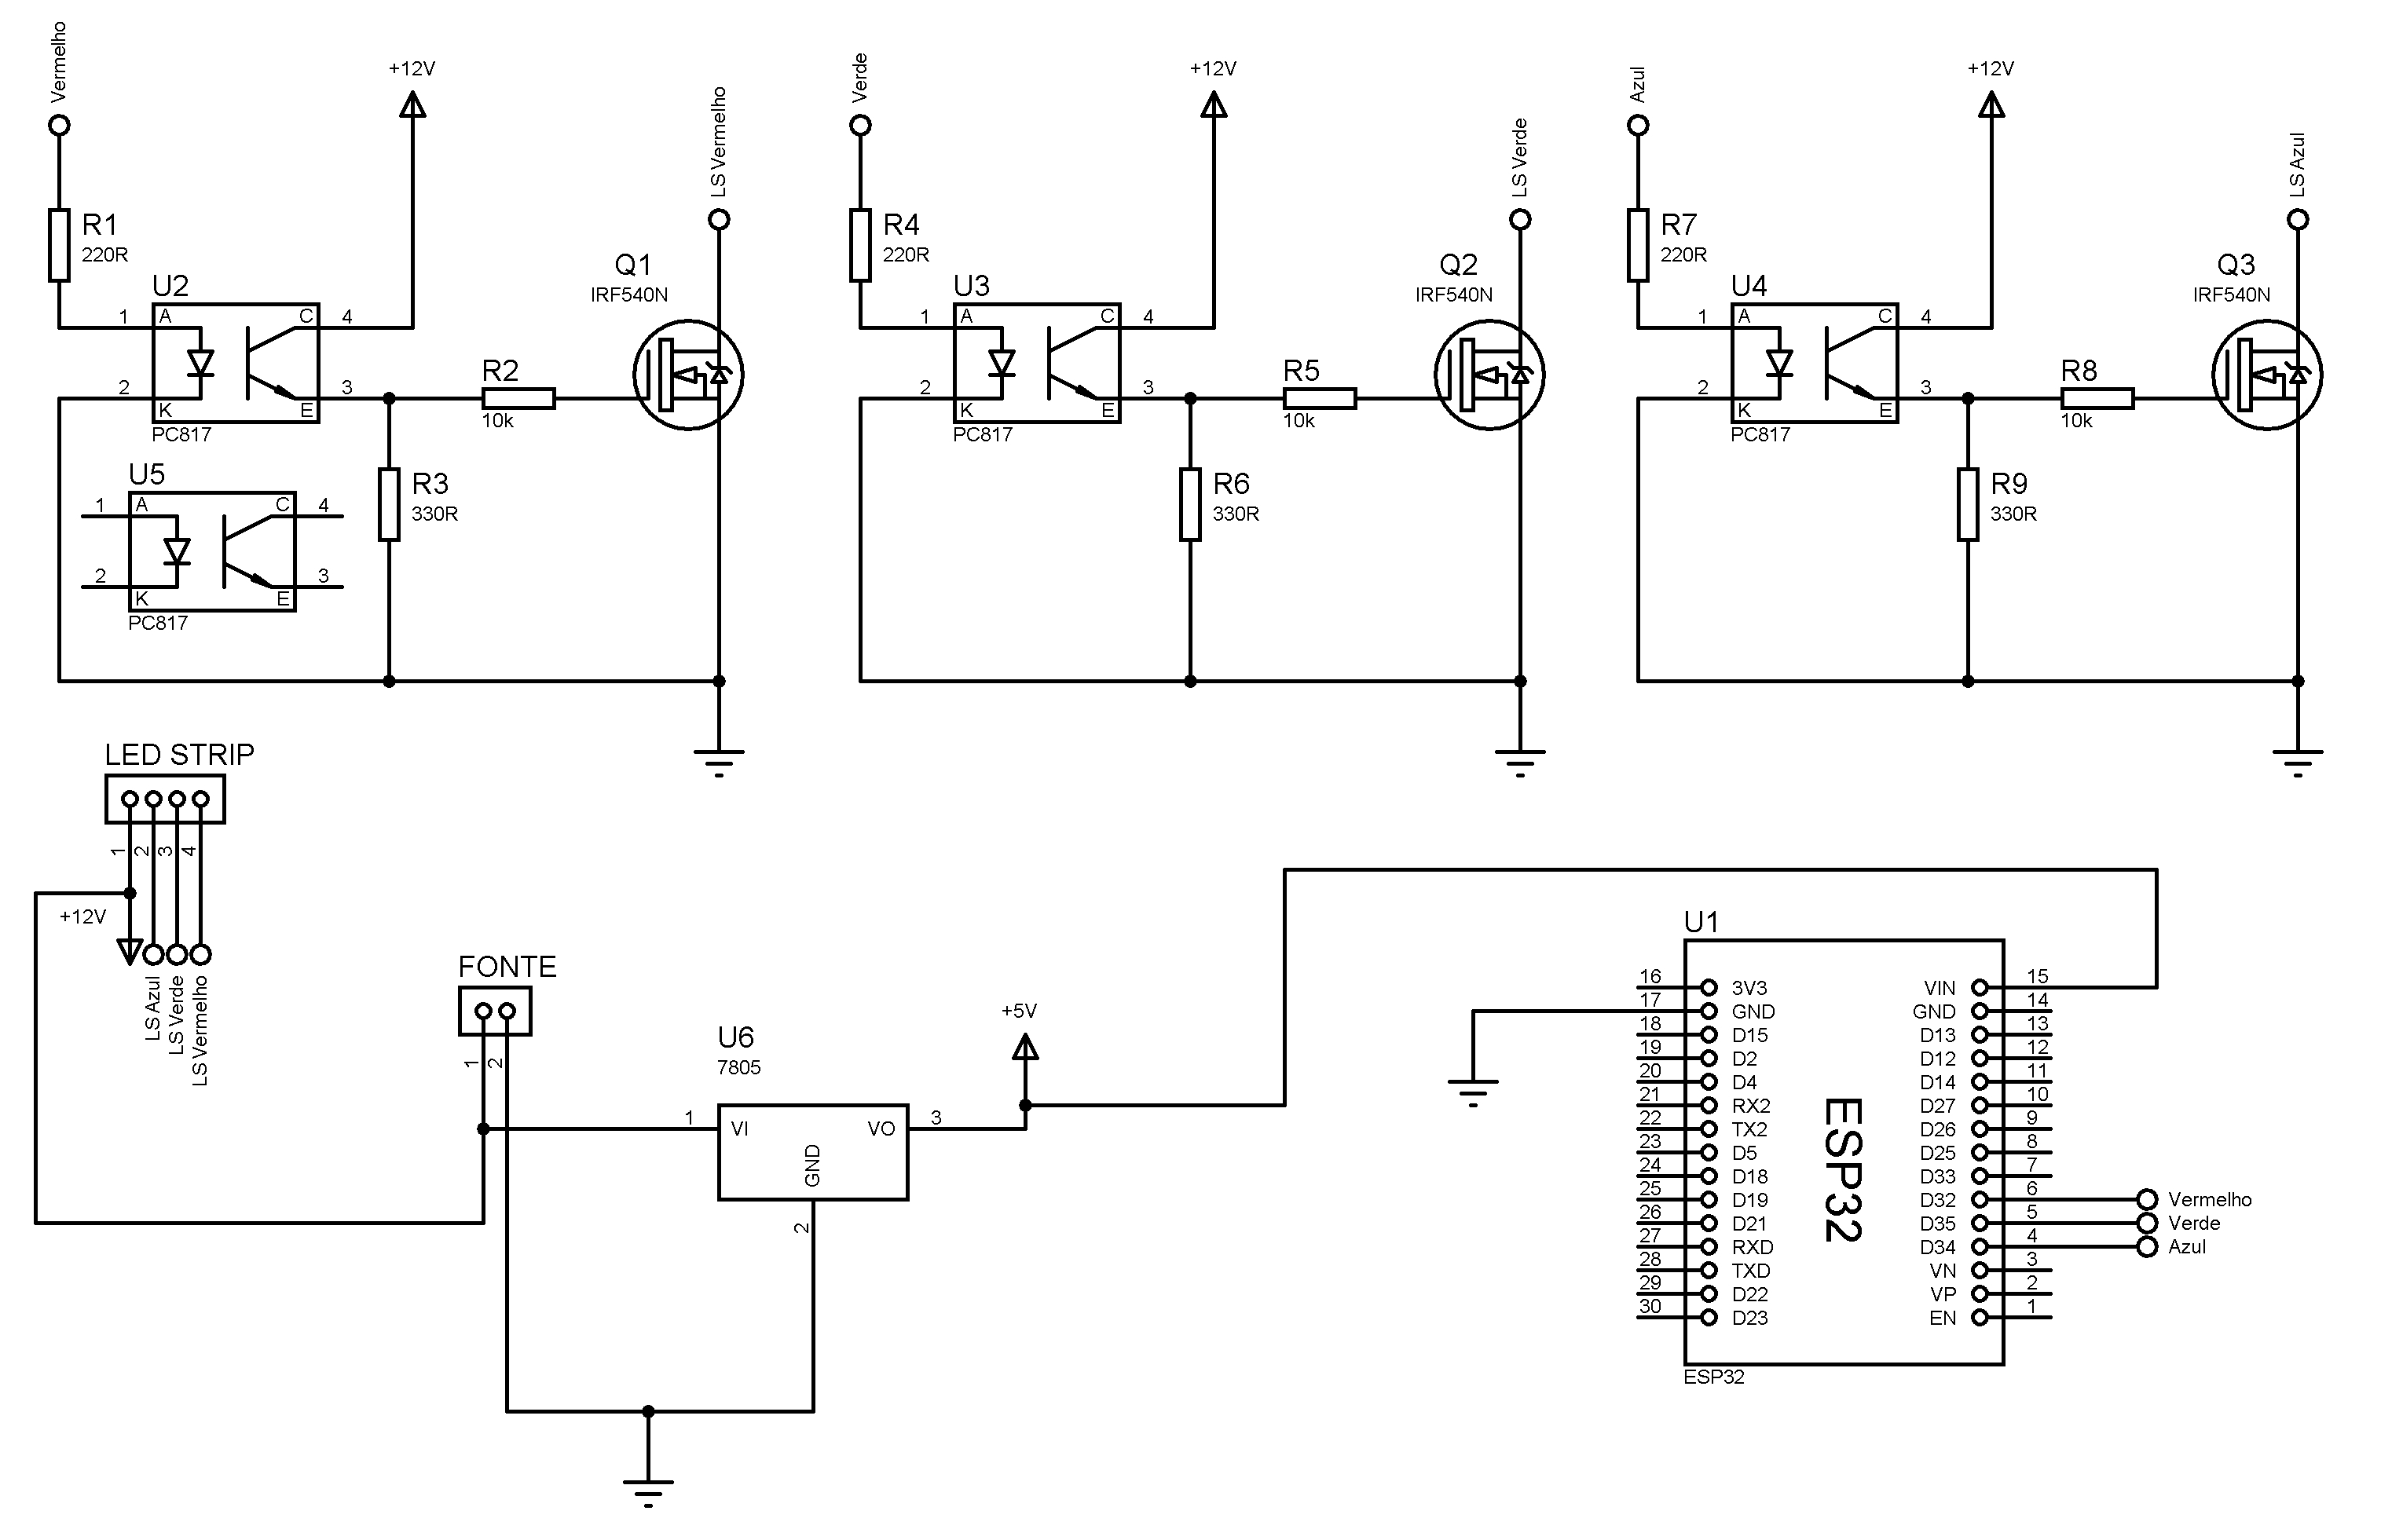 Vermelho
+12V
LS Vermelho
R1
220R
U2
1
A
C
4
2
K
E
3
PC817
R2
10k
Q1
IRF540N
R3
330R
U5
1
A
C
4
2
K
E
3
PC817
Verde
+12V
LS Verde
R4
220R
U3
1
A
C
4
2
K
E
3
PC817
R5
10k
Q2
IRF540N
R6
330R
Azul
+12V
LS Azul
R7
220R
U4
1
A
C
4
2
K
E
3
PC817
R8
10k
Q3
IRF540N
R9
330R
LED STRIP
1
2
3
4
+12V
LS Azul
LS Verde
LS Vermelho
FONTE
1
2
U6
7805
1
VI
VO
3
GND
2
+5V
U1
16 3V3 VIN 15
17 GND GND 14
18 D15 D13 13
19 D2 D12 12
20 D4 D14 11
21 RX2 D27 10
22 TX2 D26 9
23 D5 D25 8
24 D18 D33 7
25 D19 D32 6 Vermelho
26 D21 D35 5 Verde
27 RXD D34 4 Azul
28 TXD VN 3
29 D22 VP 2
30 D23 EN 1
ESP32
ESP32